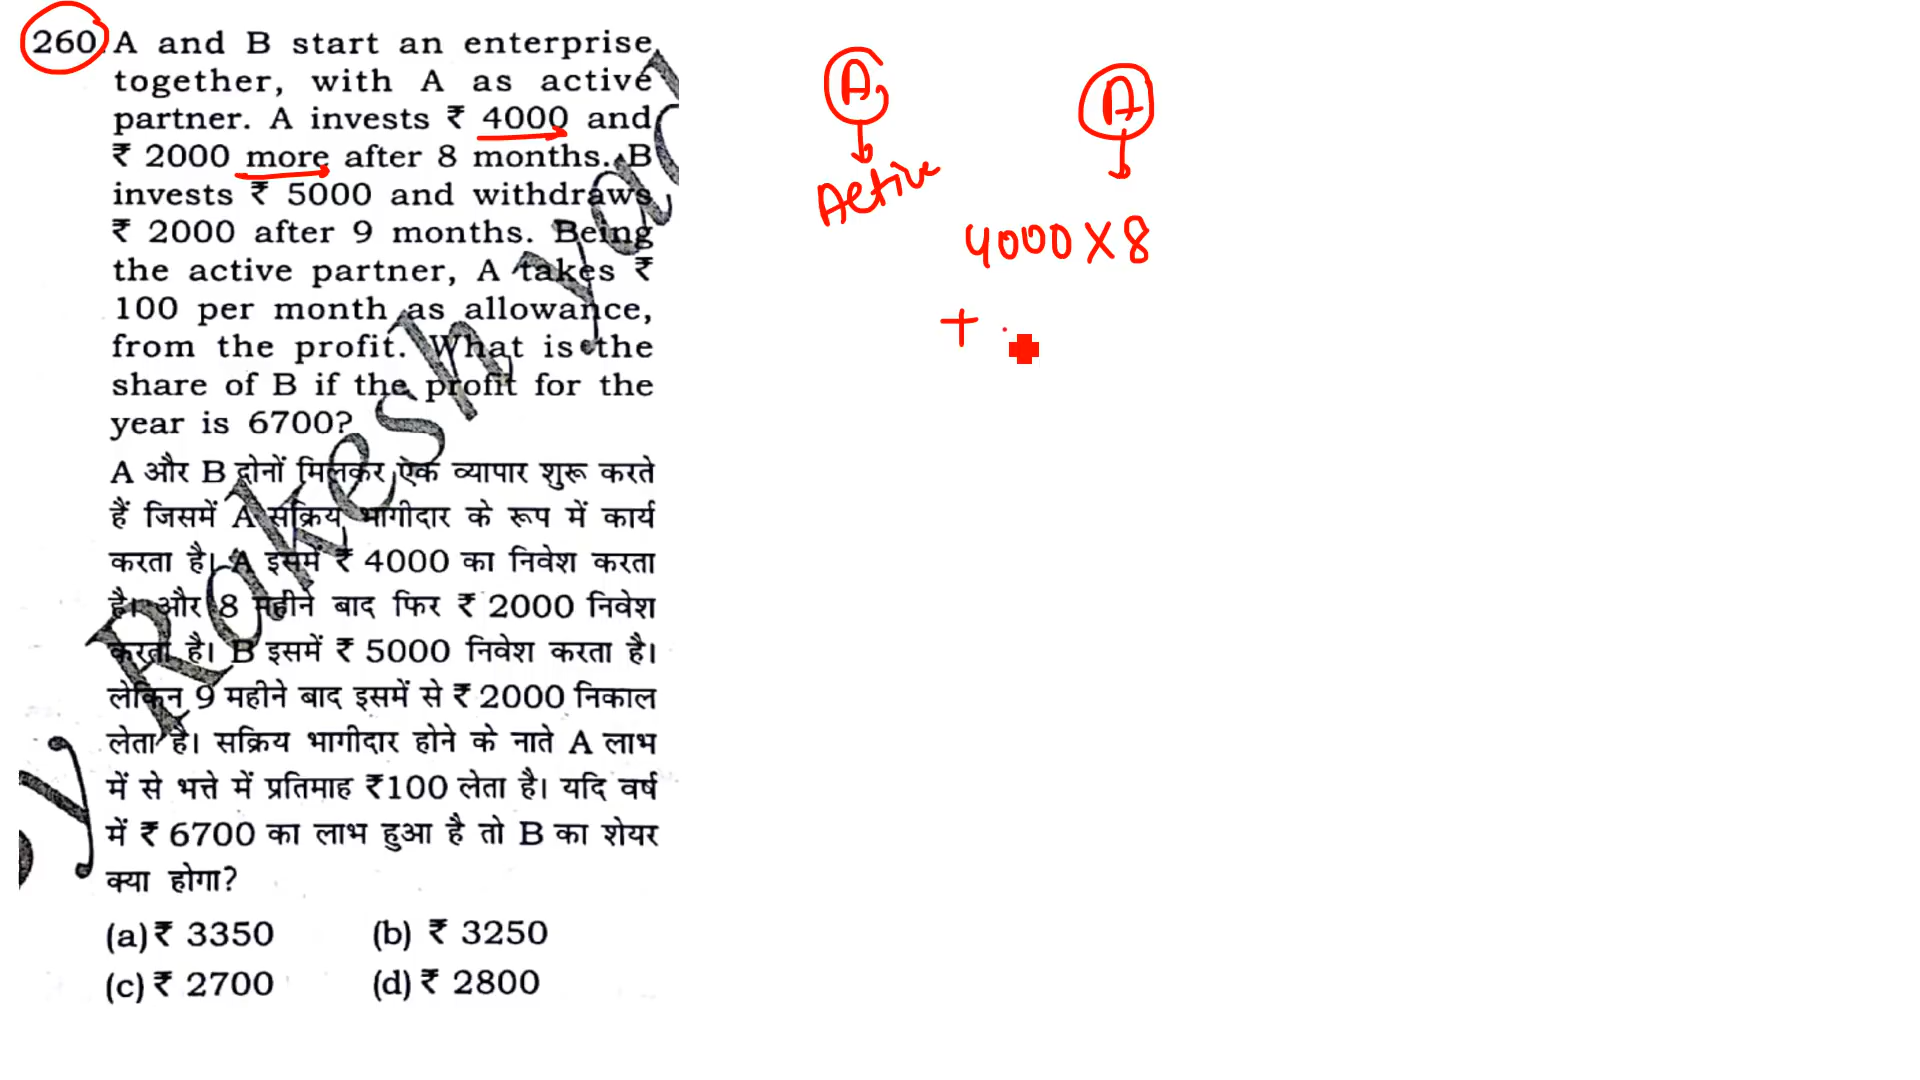 260. A and B start an enterprise
together, with A as active
partner. A invests ₹ 4000 and
₹ 2000 more after 8 months. B
invests ₹ 5000 and withdraws
₹ 2000 after 9 months. Being
the active partner, A takes ₹
100 per month as allowance,
from the profit. What is the
share of B if the profit for the
year is 6700?
A और B दोनों मिलकर ऐक व्यापार शुरू करते
हैं जिसमें A सक्रिय भागीदार के रूप में कार्य
करता है। A इसमें ₹ 4000 का निवेश करता
है। और 8 महीने बाद फिर ₹ 2000 निवेश
करता है। B इसमें ₹ 5000 निवेश करता है।
लेकिन 9 महीने बाद इसमें से ₹ 2000 निकाल
लेता है। सक्रिय भागीदार होने के नाते A लाभ
में से भत्ते में प्रतिमाह ₹100 लेता है। यदि वर्ष
में ₹ 6700 का लाभ हुआ है तो B का शेयर
क्या होगा?
(a) ₹ 3350 (b) ₹ 3250
(c) ₹ 2700 (d) ₹ 2800
by Rakesh yadav
A A
Active
4000 X 8
+